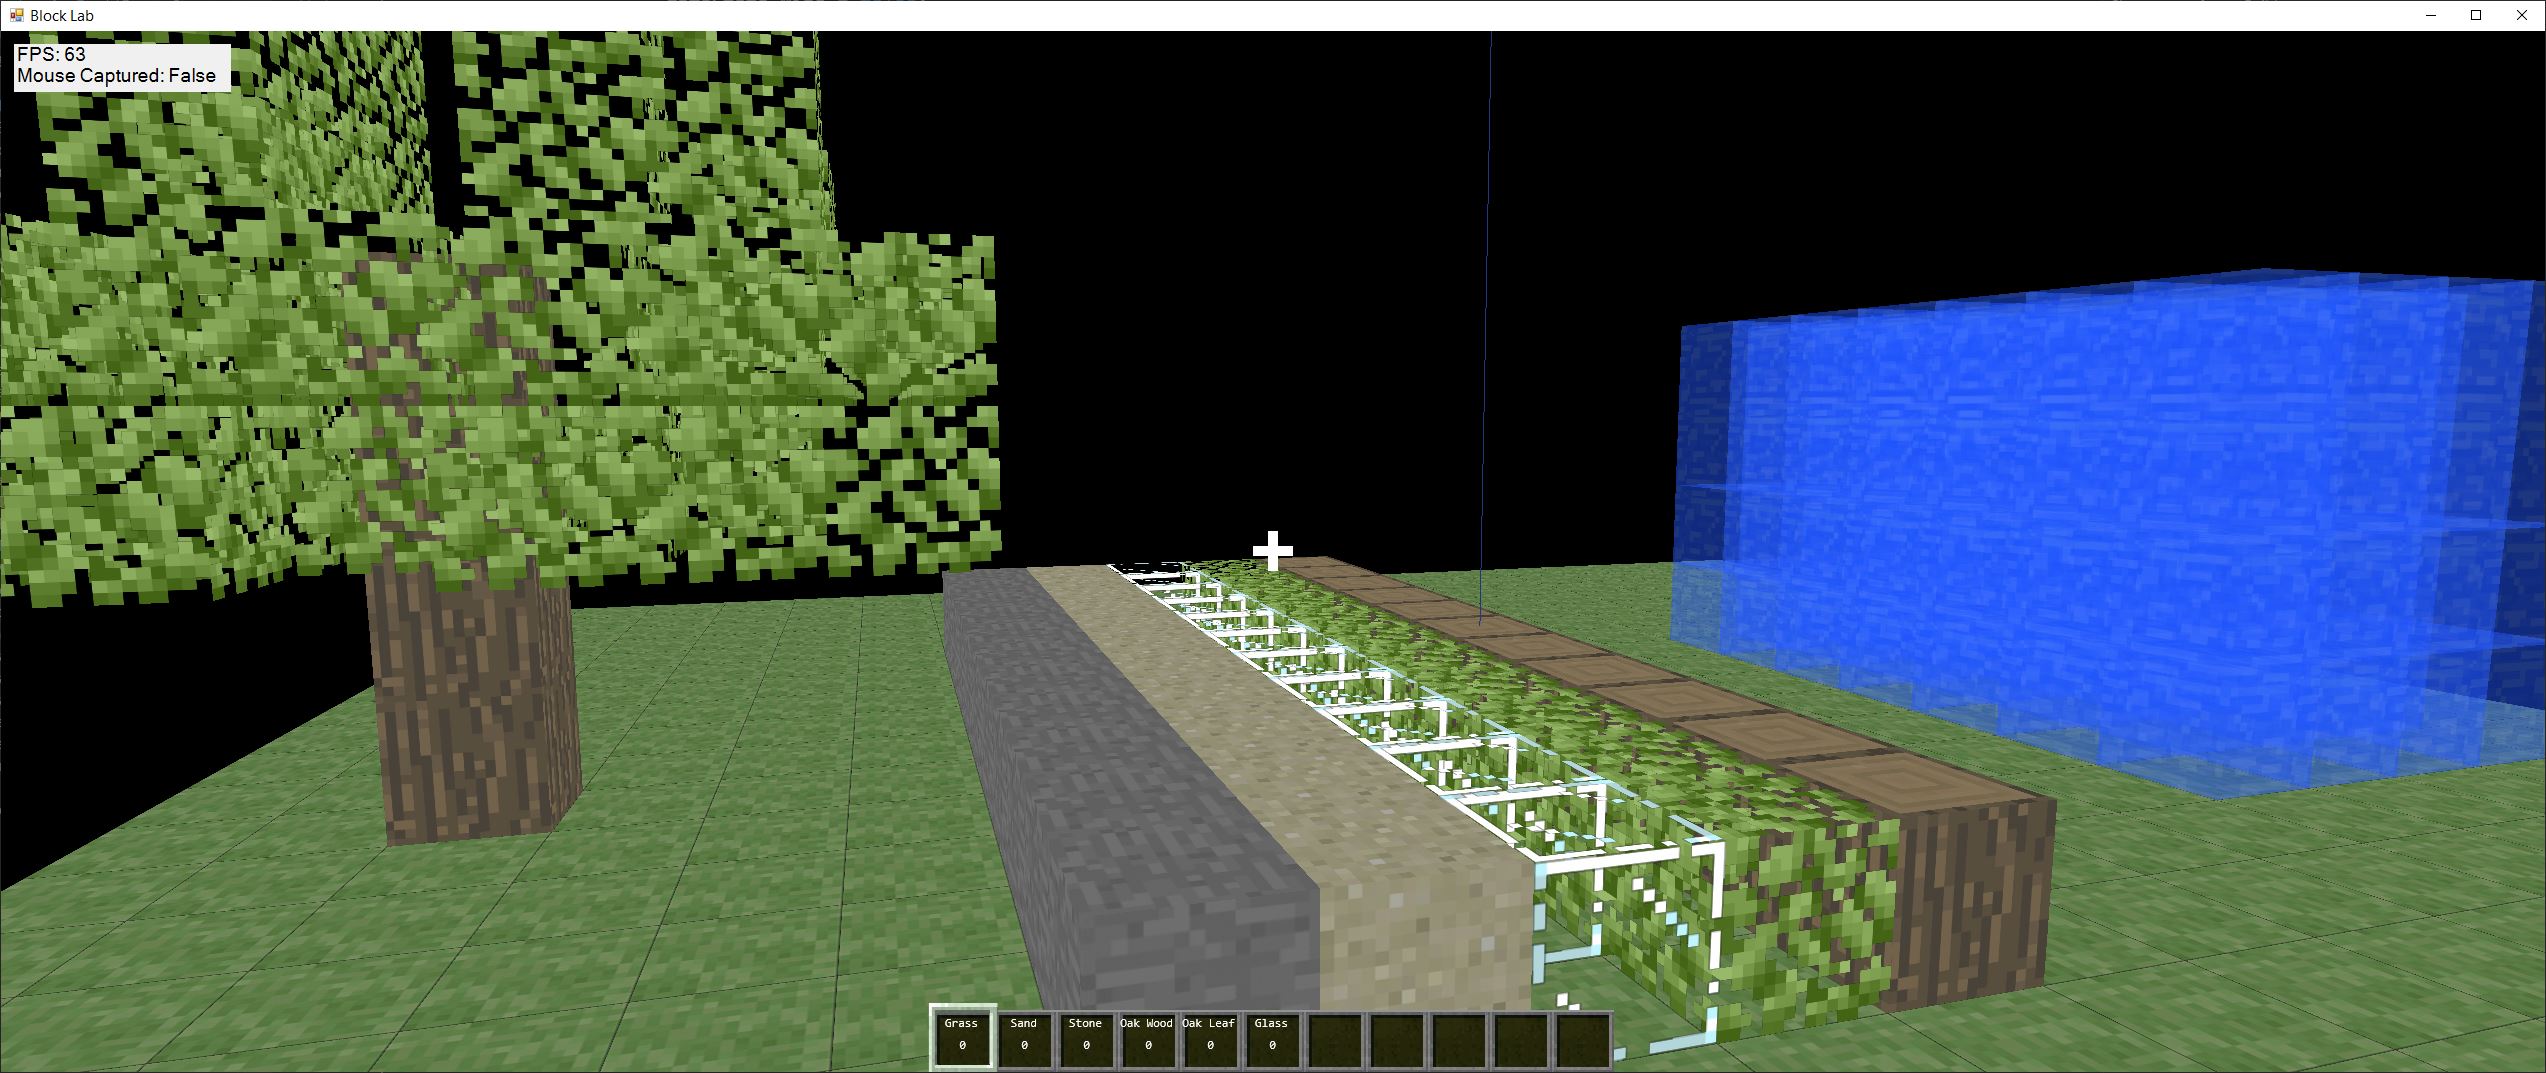 Block Lab
FPS: 63
Mouse Captured: False
Grass Sand Stone Oak Wood Oak Leaf Glass
0 0 0 0 0 0